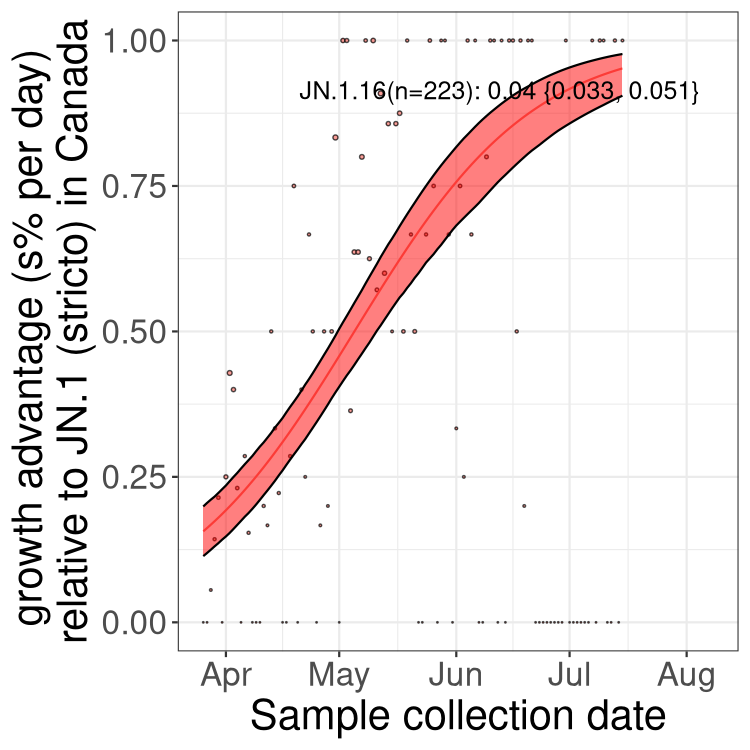 growth advantage (s% per day)
relative to JN.1 (stricto) in Canada
1.00
0.75
0.50
0.25
0.00
JN.1.16(n=223): 0.04 {0.033, 0.051}
Apr May Jun Jul Aug
Sample collection date